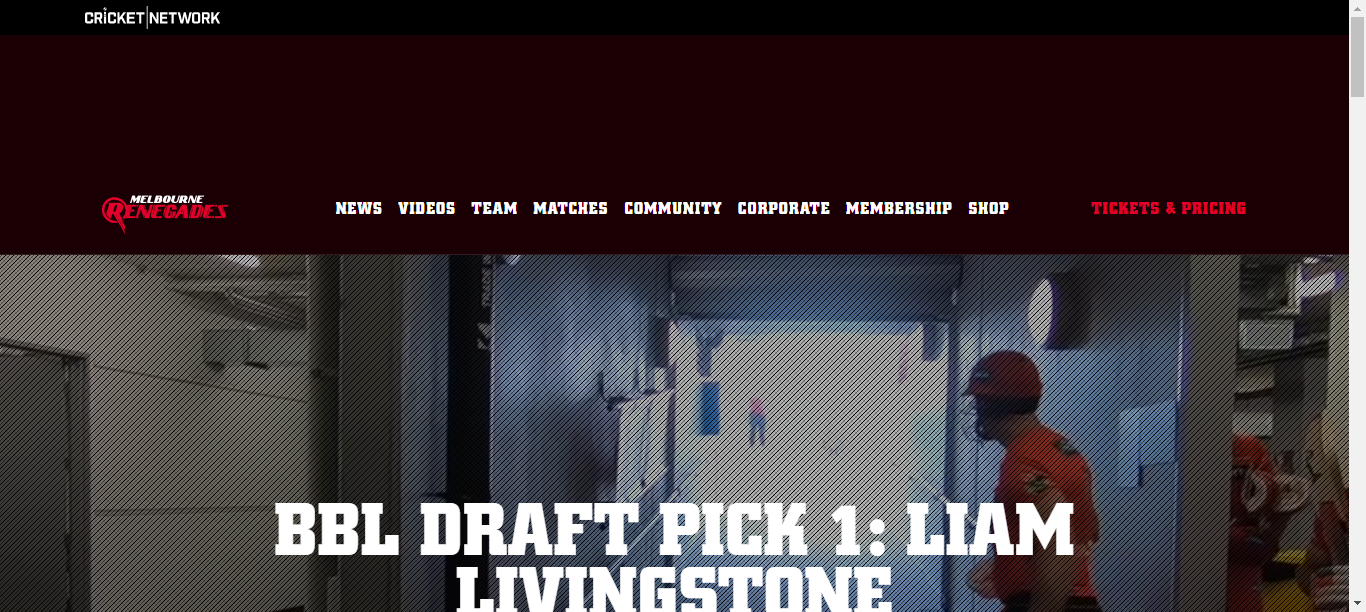 CRICKET NETWORK
MELBOURNE
RENEGADES
NEWS VIDEOS TEAM MATCHES COMMUNITY CORPORATE MEMBERSHIP SHOP
TICKETS & PRICING
BBL DRAFT PICK 1: LIAM
LIVINGSTONE